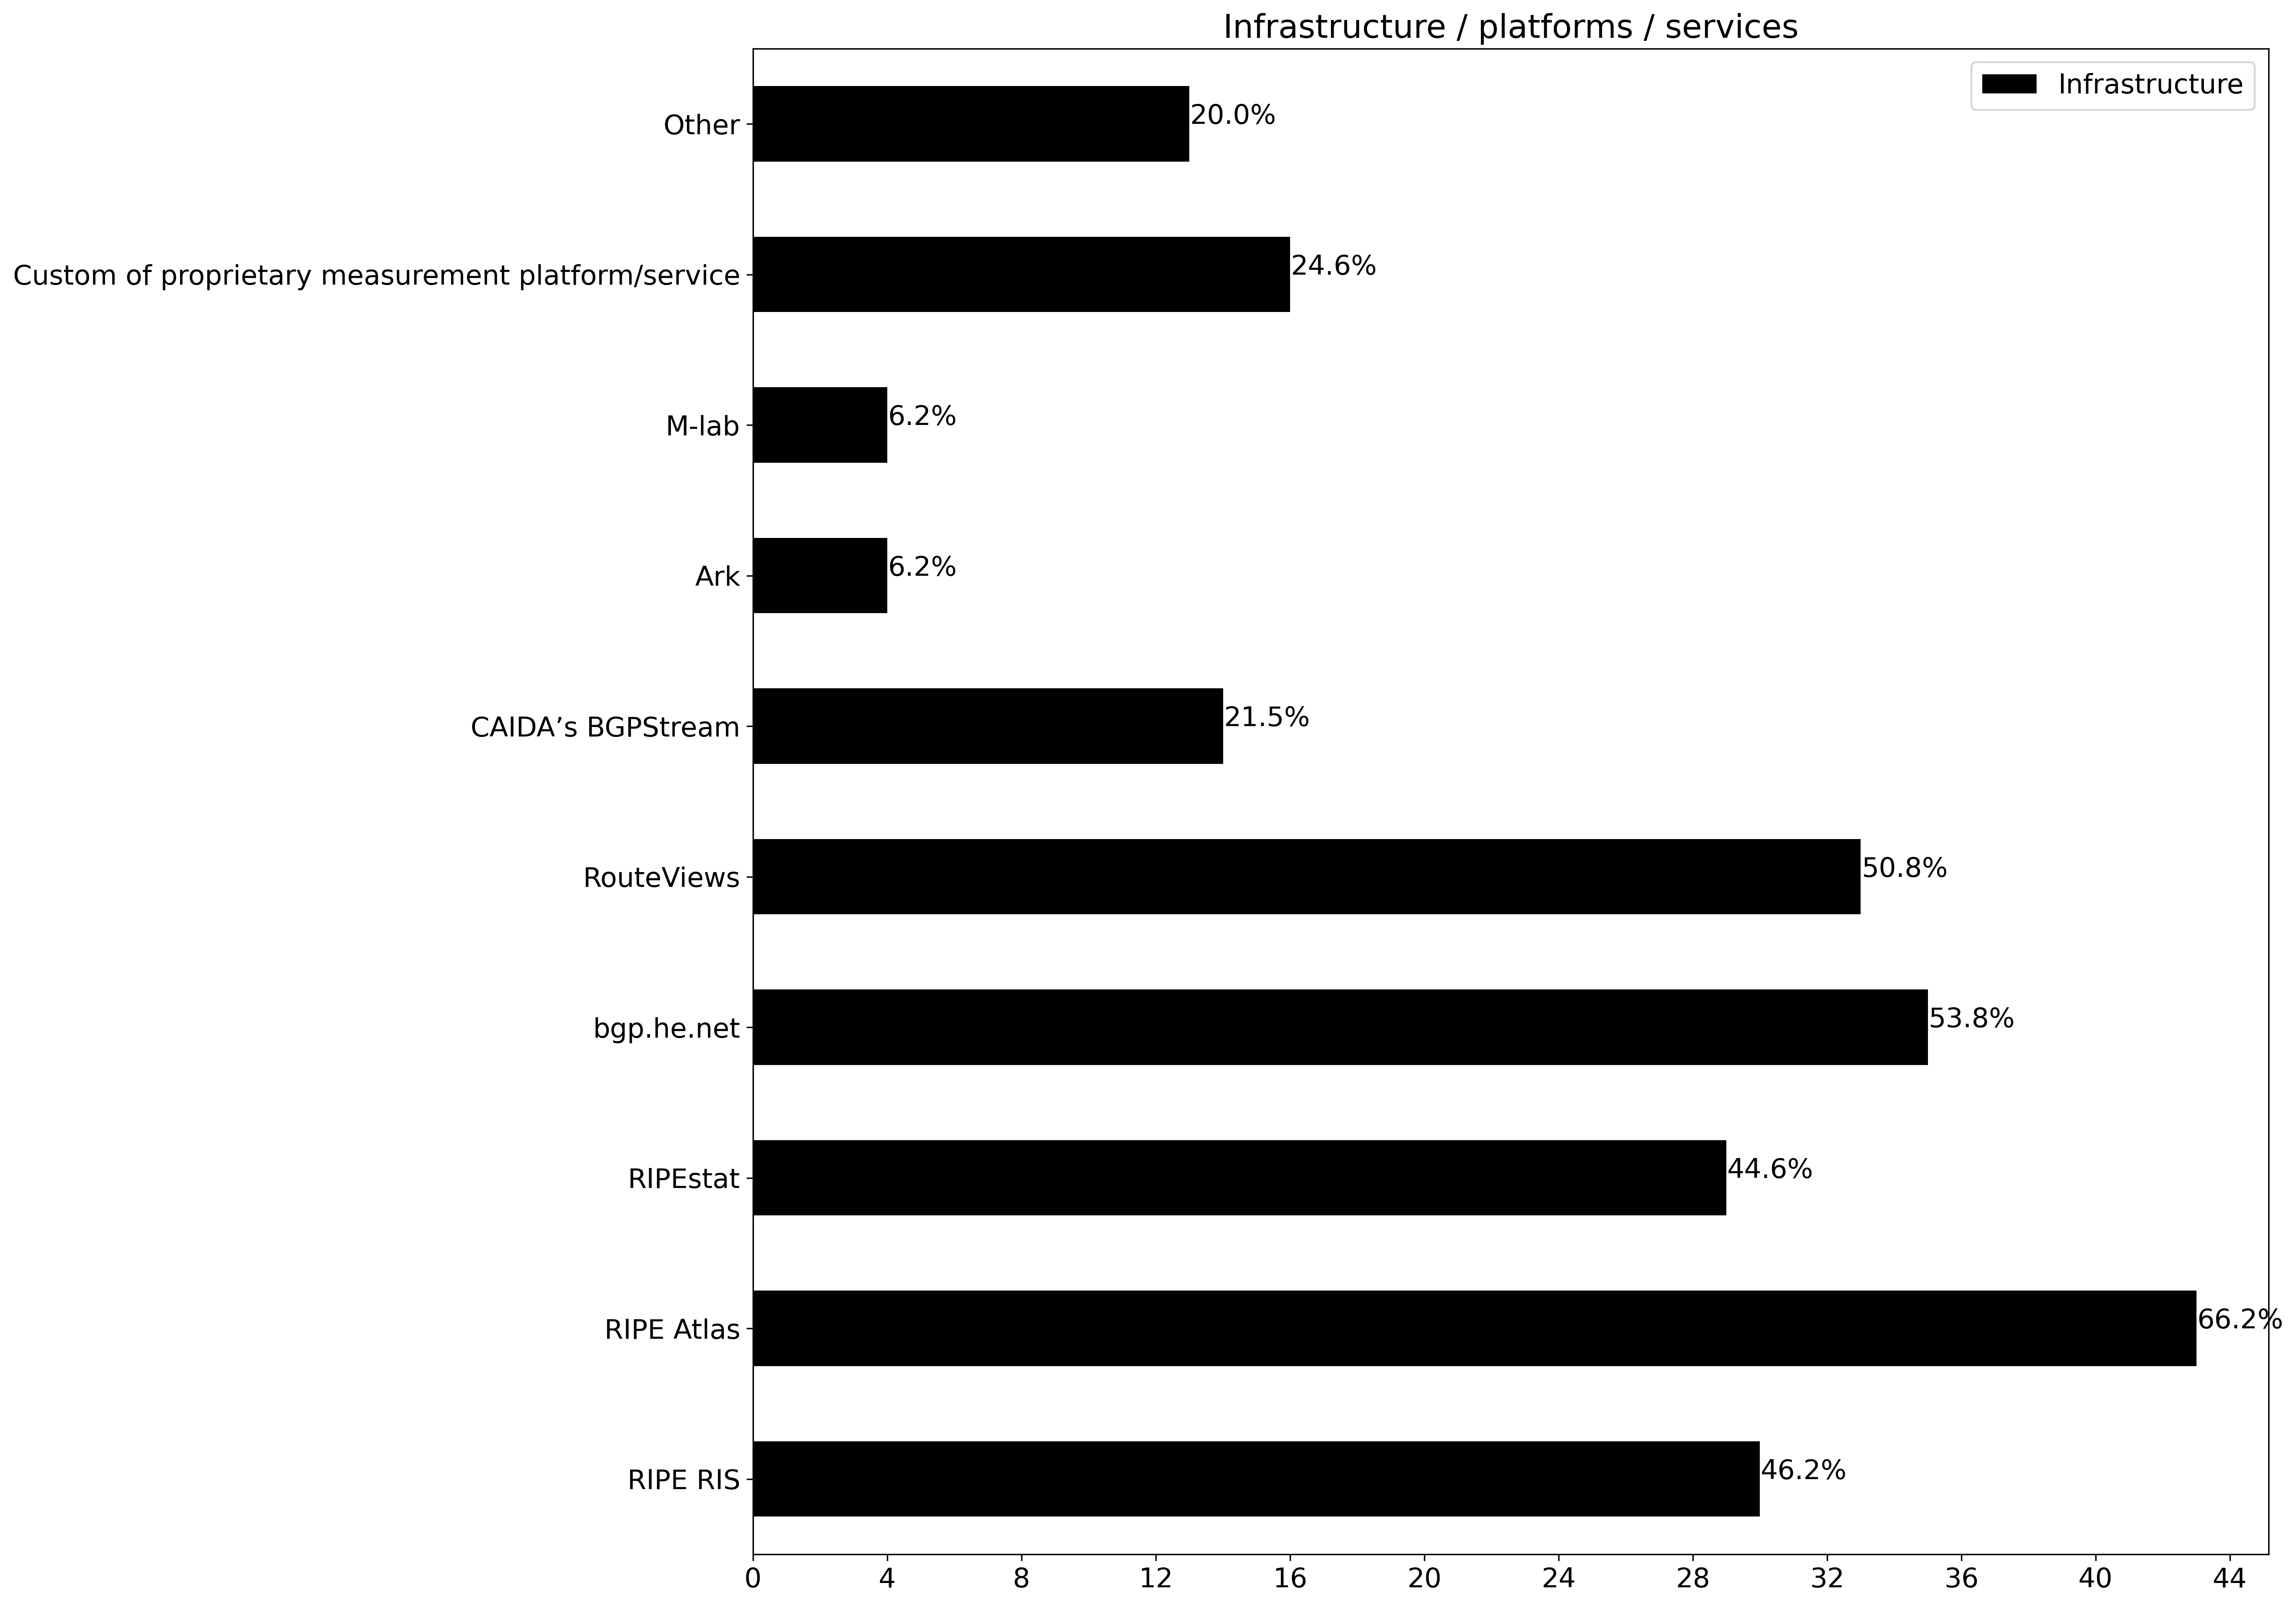 Infrastructure / platforms / services
Infrastructure
Other 20.0%
Custom of proprietary measurement platform/service 24.6%
M-lab 6.2%
Ark 6.2%
CAIDA’s BGPStream 21.5%
RouteViews 50.8%
bgp.he.net 53.8%
RIPEstat 44.6%
RIPE Atlas 66.2%
RIPE RIS 46.2%
0 4 8 12 16 20 24 28 32 36 40 44